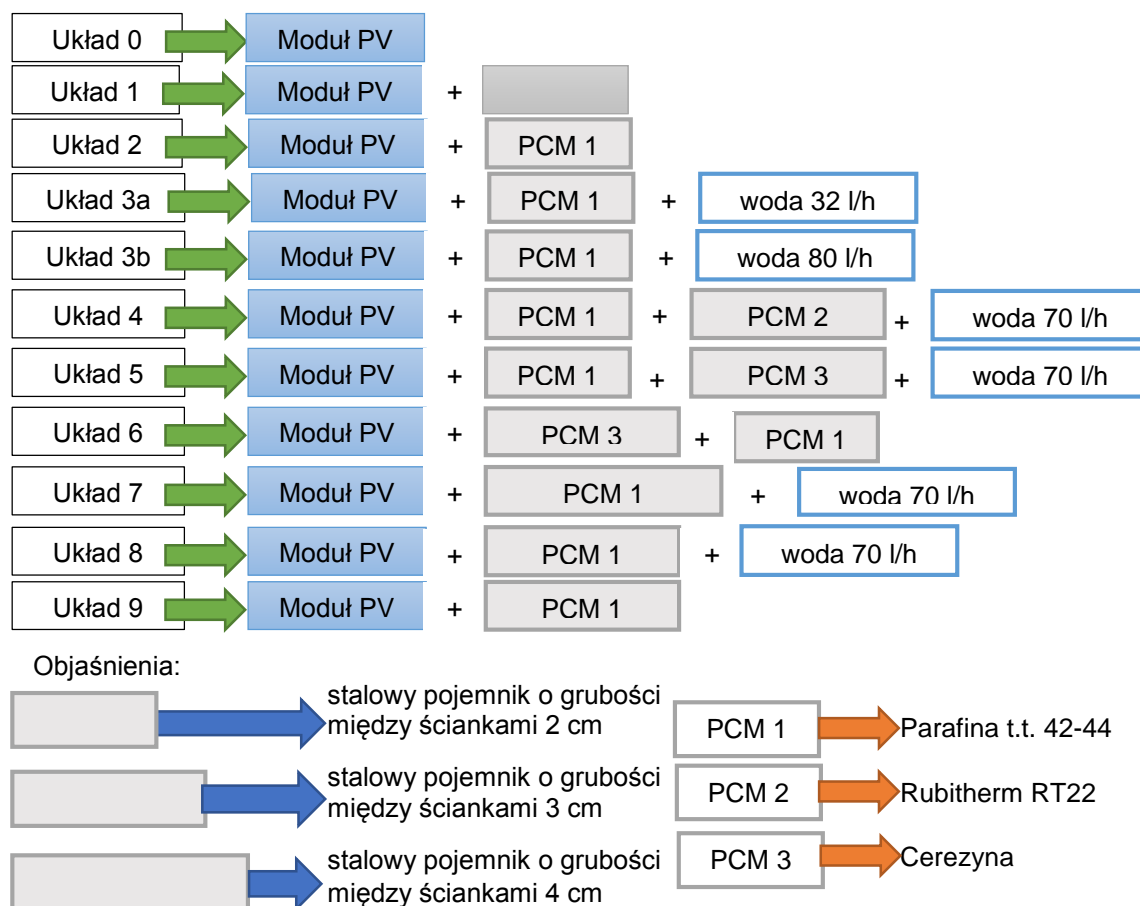 Układ 0 Moduł PV
Układ 1 Moduł PV +
Układ 2 Moduł PV + PCM 1
Układ 3a Moduł PV + PCM 1 + woda 32 l/h
Układ 3b Moduł PV + PCM 1 + woda 80 l/h
Układ 4 Moduł PV + PCM 1 + PCM 2 + woda 70 l/h
Układ 5 Moduł PV + PCM 1 + PCM 3 + woda 70 l/h
Układ 6 Moduł PV + PCM 3 + PCM 1
Układ 7 Moduł PV + PCM 1 + woda 70 l/h
Układ 8 Moduł PV + PCM 1 + woda 70 l/h
Układ 9 Moduł PV + PCM 1
Objaśnienia:
stalowy pojemnik o grubości
między ściankami 2 cm
PCM 1 Parafina t.t. 42-44
stalowy pojemnik o grubości
między ściankami 3 cm
PCM 2 Rubitherm RT22
stalowy pojemnik o grubości
między ściankami 4 cm
PCM 3 Cerezyna